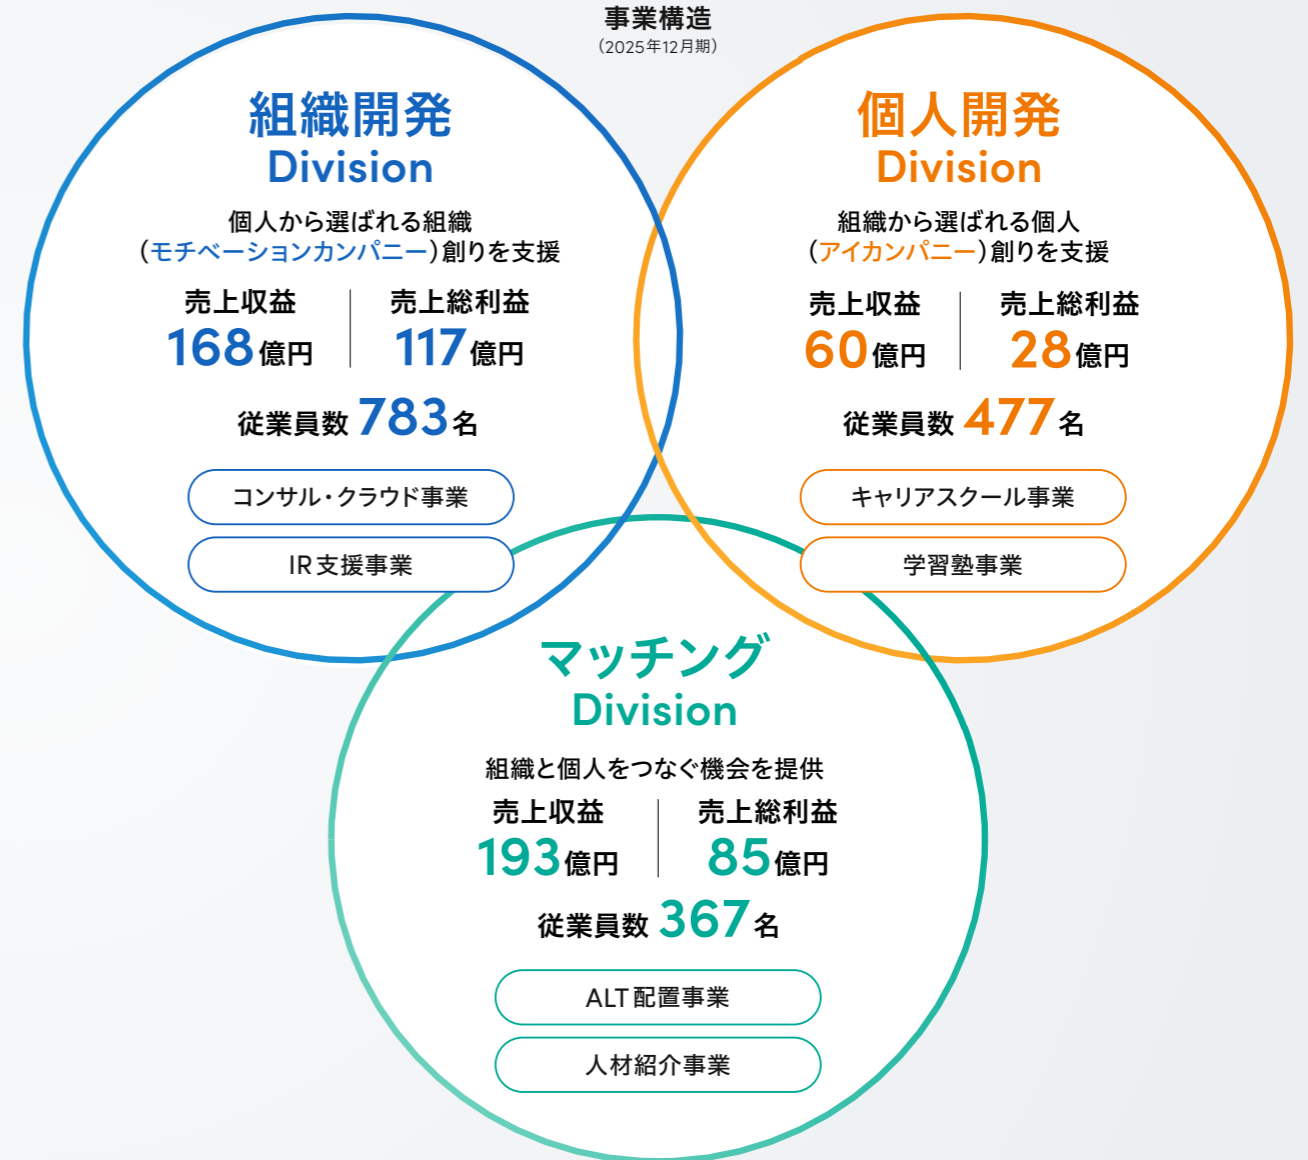 事業構造
(2025年12月期)
組織開発
Division
個人から選ばれる組織
(モチベーションカンパニー)創りを支援
売上収益
168億円
売上総利益
117億円
従業員数 783名
コンサル・クラウド事業
IR支援事業
個人開発
Division
組織から選ばれる個人
(アイカンパニー)創りを支援
売上収益
60億円
売上総利益
28億円
従業員数 477名
キャリアスクール事業
学習塾事業
マッチング
Division
組織と個人をつなぐ機会を提供
売上収益
193億円
売上総利益
85億円
従業員数 367名
ALT配置事業
人材紹介事業